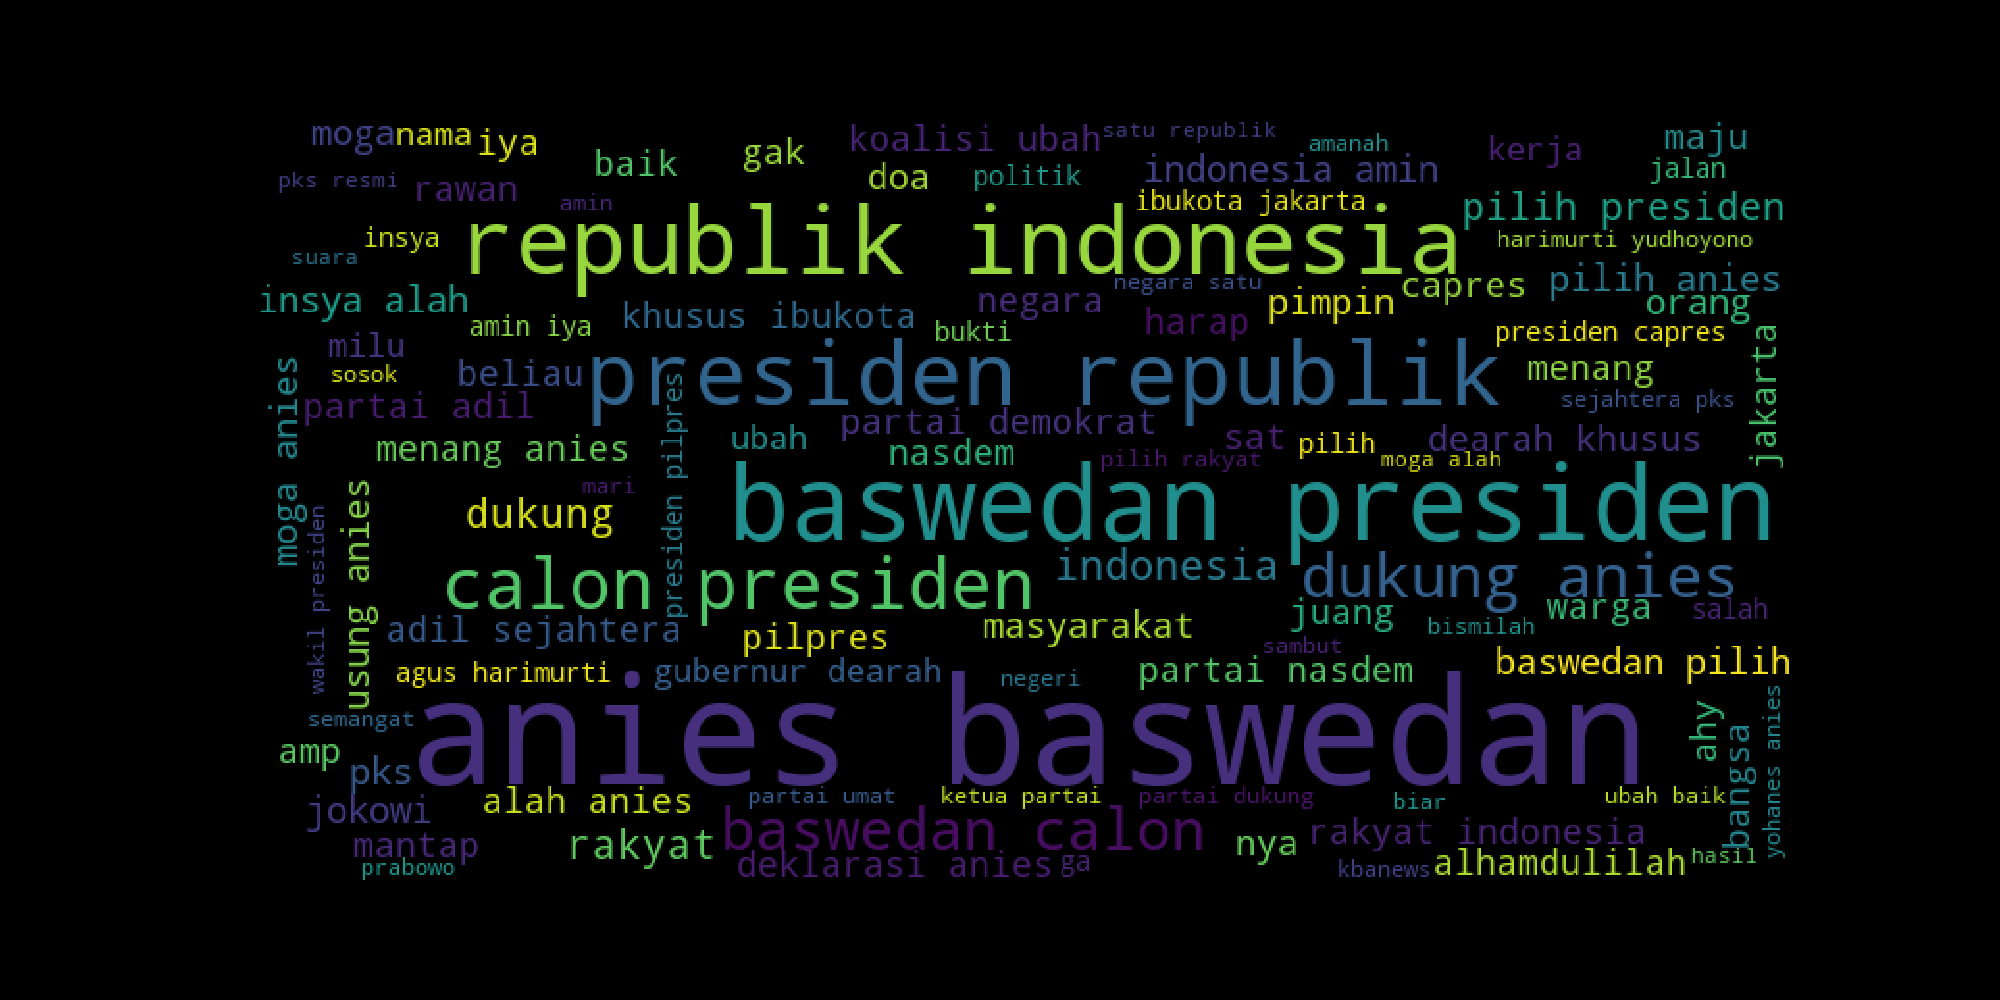 moga
nama
iya
baik
gak
koalisi ubah
satu republik
amanah
kerja
maju
pks resmi
rawan
amin
doa
politik
indonesia amin
jalan
insya
suara
republik indonesia
ibukota jakarta
pilih presiden
harimurti yudhoyono
insya alah
amin iya
khusus ibukota
bukti
negara
negara satu
harap
pimpin
capres
pilih anies
orang
milu
sosok
beliau
presiden republik
presiden capres
menang
sejahtera pks
jakarta
moga anies
partai adil
menang anies
presiden pilpres
ubah
partai demokrat
nasdem
pilih rakyat
sat
pilih
moga alah
dearah khusus
mari
dukung
baswedan presiden
wakil presiden
usung anies
calon presiden
indonesia
dukung anies
adil sejahtera
pilpres
masyarakat
juang
bismilah
warga
salah
sambut
agus harimurti
gubernur dearah
negeri
partai nasdem
baswedan pilih
semangat
amp
pks
anies baswedan
ahy
bangsa
yohanes anies
jokowi
alah anies
partai umat
ketua partai
partai dukung
biar
ubah baik
mantap
prabowo
rakyat
baswedan calon
deklarasi anies
ga
nya
rakyat indonesia
kbanews
alhamdulilah
hasil